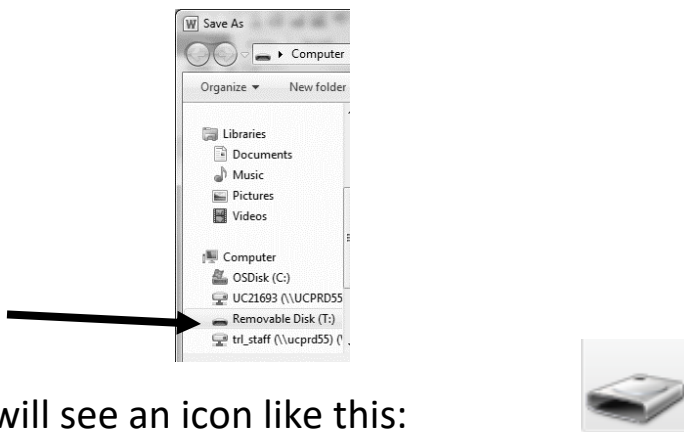 W Save As
Computer
Organize New folder
Libraries
Documents
Music
Pictures
Videos
Computer
OSDisk (C:)
UC21693 (\\UCPRD55
Removable Disk (T:)
trl_staff (\\ucprd55) (
will see an icon like this: